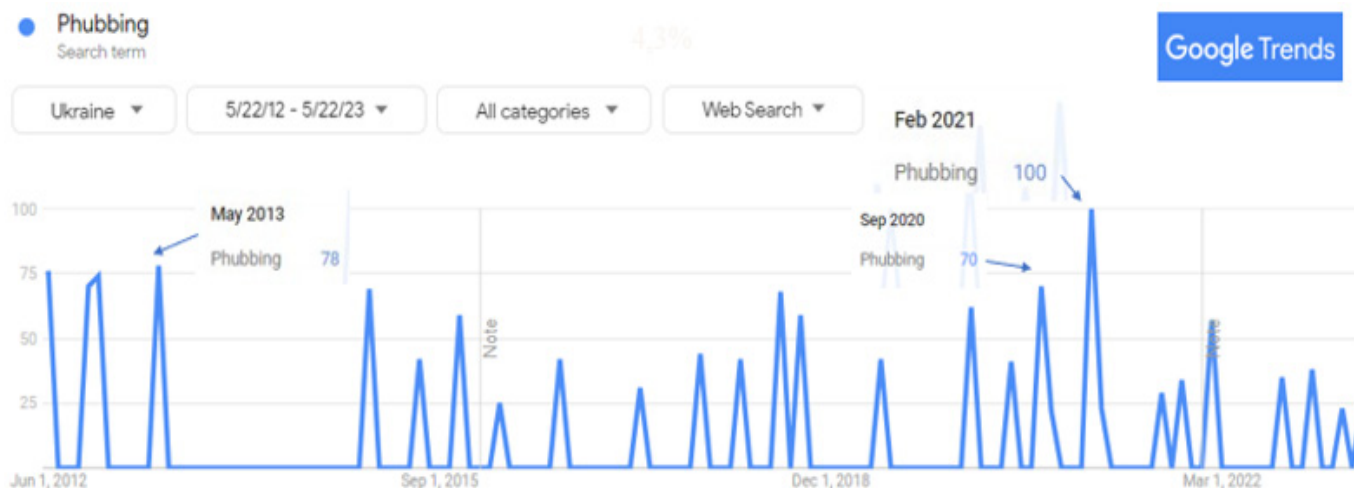 Phubbing
Search term
4,3%
Google Trends
Ukraine
5/22/12 - 5/22/23
All categories
Web Search
Feb 2021
Phubbing 100
May 2013
Phubbing 78
Sep 2020
Phubbing 70
100
75
50
25
Note
Note
Jun 1, 2012
Sep 1, 2015
Dec 1, 2018
Mar 1, 2022